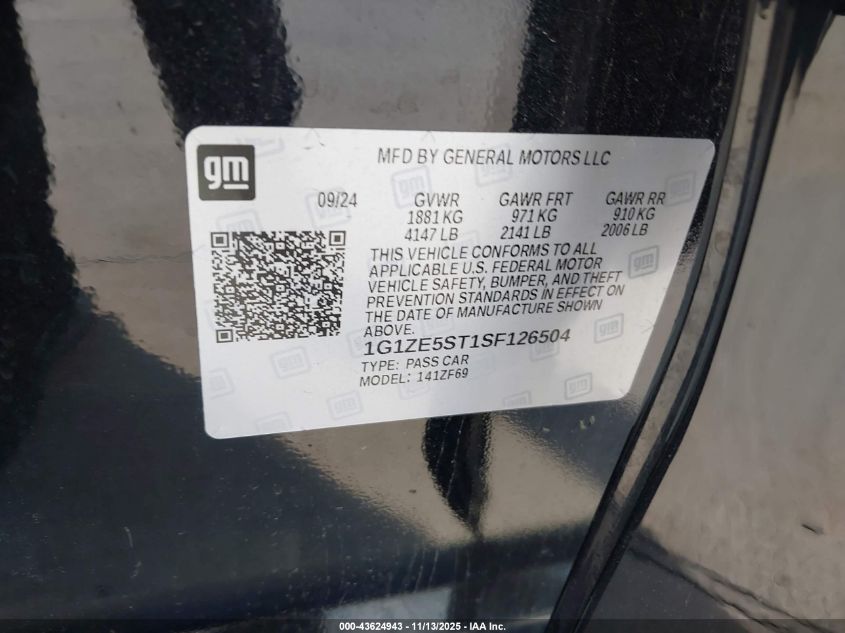 gm
MFD BY GENERAL MOTORS LLC
09/24
GVWR GAWR FRT GAWR RR
1881 KG 971 KG 910 KG
4147 LB 2141 LB 2006 LB
THIS VEHICLE CONFORMS TO ALL
APPLICABLE U.S. FEDERAL MOTOR
VEHICLE SAFETY, BUMPER, AND THEFT
PREVENTION STANDARDS IN EFFECT ON
THE DATE OF MANUFACTURE SHOWN
ABOVE.
1G1ZE5ST1SF126504
TYPE: PASS CAR
MODEL: 141ZF69
000-43624943 - 11/13/2025 - IAA Inc.